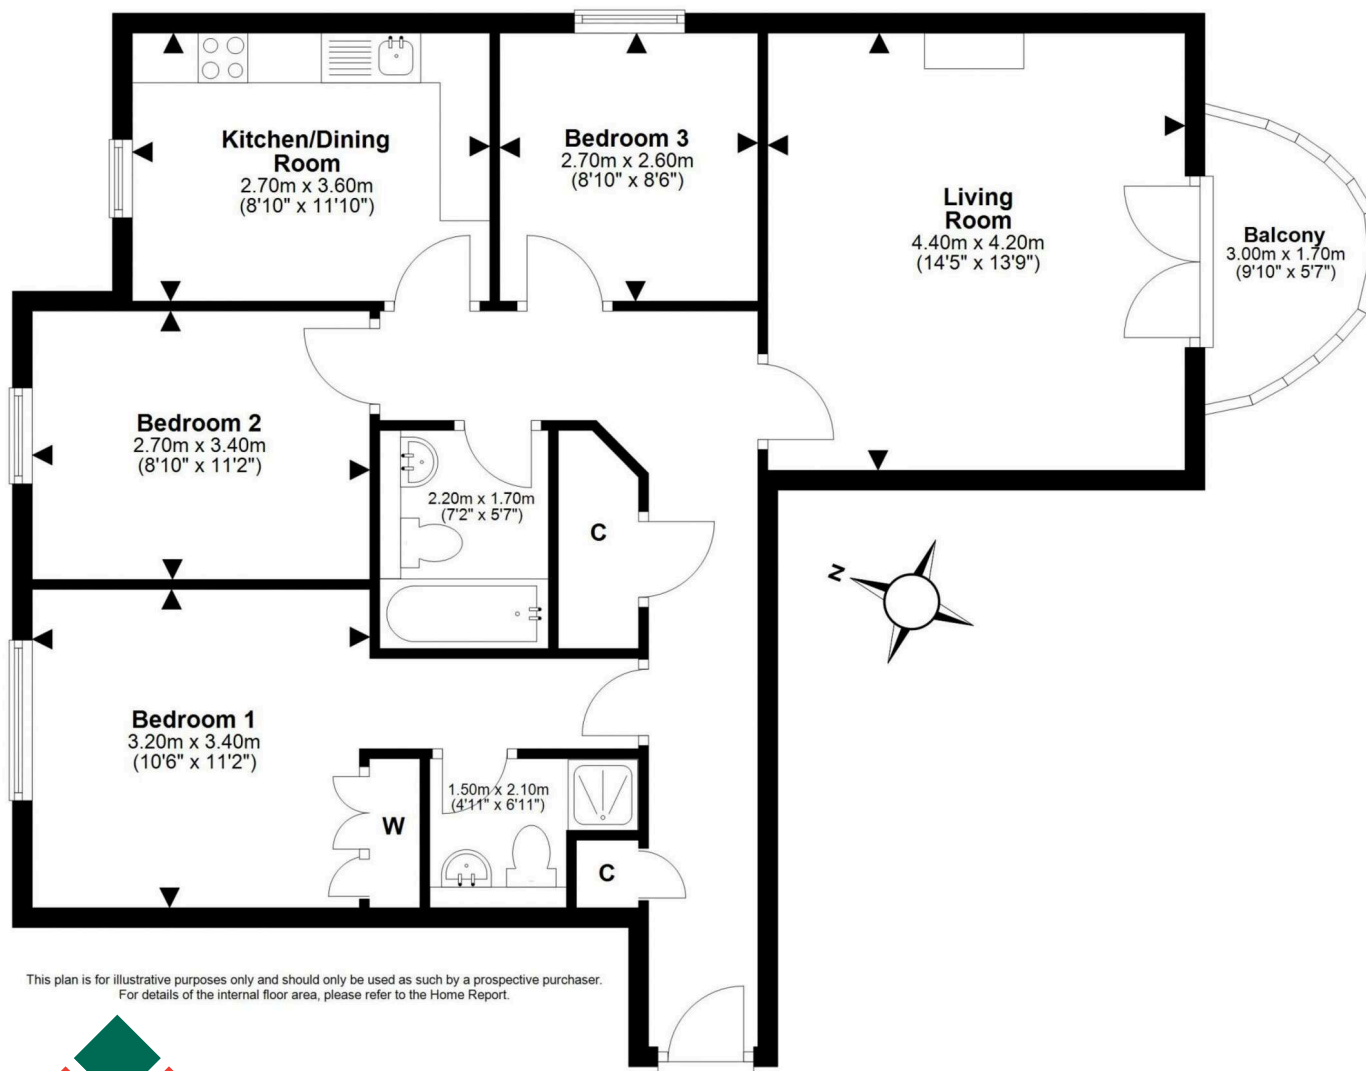 Kitchen/Dining
Room
2.70m x 3.60m
(8'10" x 11'10")
Bedroom 3
2.70m x 2.60m
(8'10" x 8'6")
Living
Room
4.40m x 4.20m
(14'5" x 13'9")
Balcony
3.00m x 1.70m
(9'10" x 5'7")
Bedroom 2
2.70m x 3.40m
(8'10" x 11'2")
2.20m x 1.70m
(7'2" x 5'7")
C
N
Bedroom 1
3.20m x 3.40m
(10'6" x 11'2")
W
1.50m x 2.10m
(4'11" x 6'11")
C
This plan is for illustrative purposes only and should only be used as such by a prospective purchaser.
For details of the internal floor area, please refer to the Home Report.